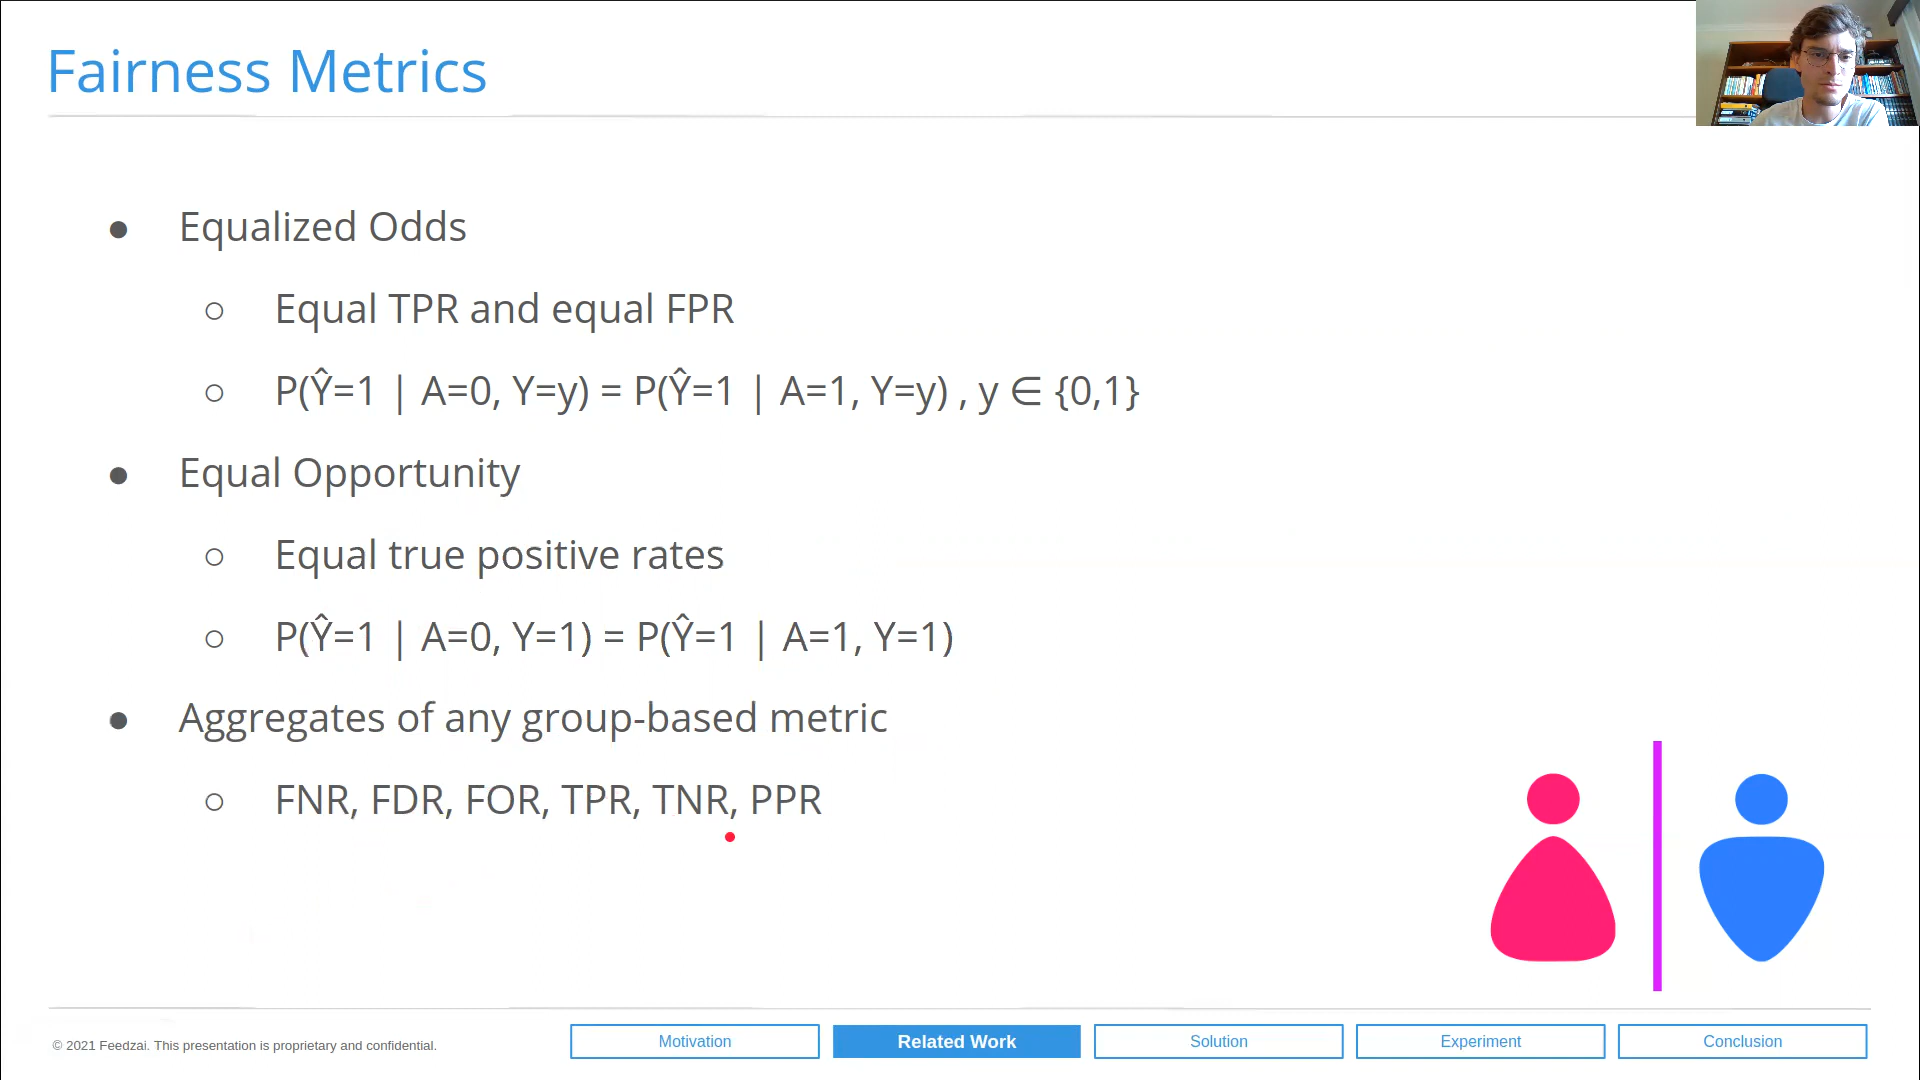 Fairness Metrics
● Equalized Odds
○ Equal TPR and equal FPR
○ P(Ŷ=1 | A=0, Y=y) = P(Ŷ=1 | A=1, Y=y) , y ∈ {0,1}
● Equal Opportunity
○ Equal true positive rates
○ P(Ŷ=1 | A=0, Y=1) = P(Ŷ=1 | A=1, Y=1)
● Aggregates of any group-based metric
○ FNR, FDR, FOR, TPR, TNR, PPR
© 2021 Feedzai. This presentation is proprietary and confidential.
Motivation
Related Work
Solution
Experiment
Conclusion